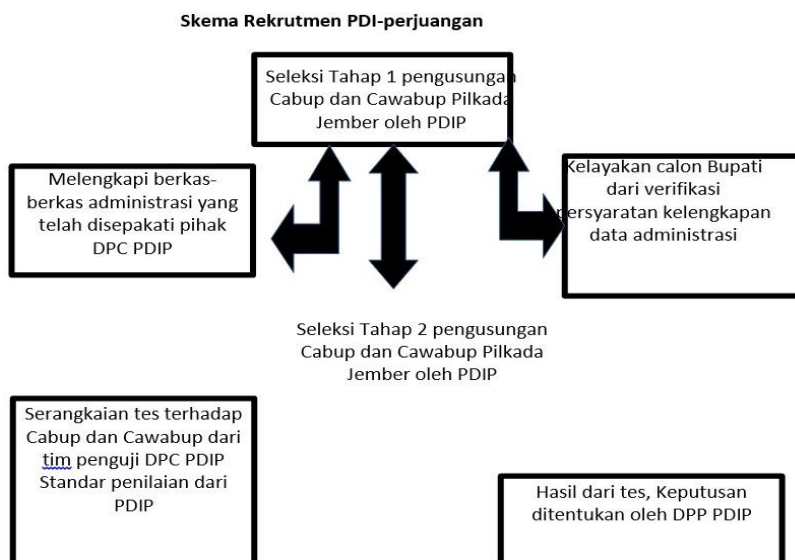 Skema Rekrutmen PDI-perjuangan
Seleksi Tahap 1 pengusungan
Cabup dan Cawabup Pilkada
Jember oleh PDIP
Melengkapi berkas-
berkas administrasi yang
telah disepakati pihak
DPC PDIP
Kelayakan calon Bupati
dari verifikasi
persyaratan kelengkapan
data administrasi
Seleksi Tahap 2 pengusungan
Cabup dan Cawabup Pilkada
Jember oleh PDIP
Serangkaian tes terhadap
Cabup dan Cawabup dari
tim penguji DPC PDIP
Standar penilaian dari
PDIP
Hasil dari tes, Keputusan
ditentukan oleh DPP PDIP